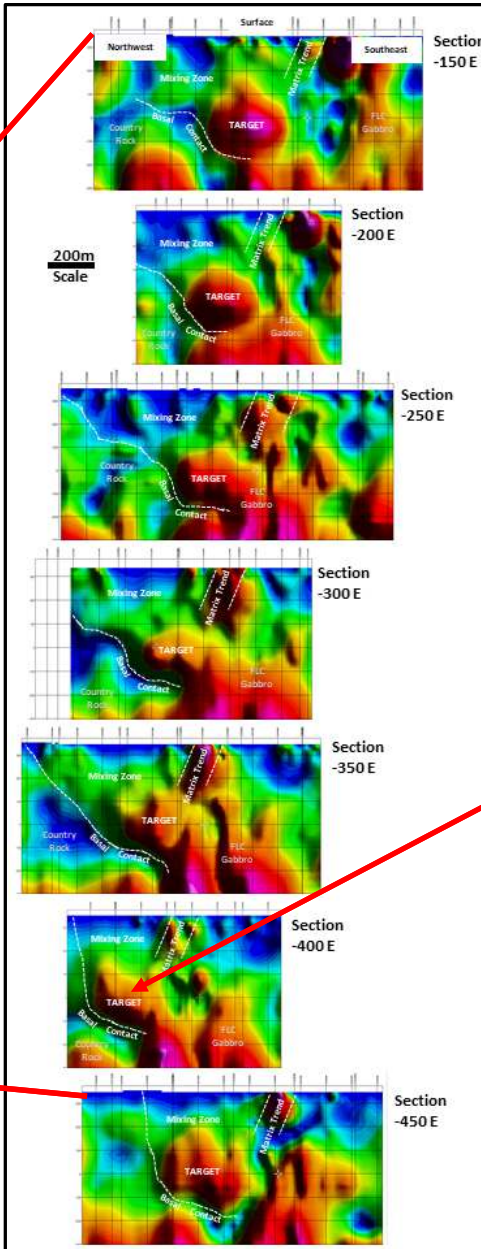 Surface
Northwest
Southeast
Section
-150 E
Mixing Zone
Matrix Trend
Country
Rock
Basal Contact
TARGET
FLC
Gabbro
Section
-200 E
200m
Scale
Mixing Zone
Matrix Trend
TARGET
Country
Rock
Basal Contact
FLC
Gabbro
Section
-250 E
Mixing Zone
Matrix Trend
Country
Rock
TARGET
Basal Contact
FLC
Gabbro
Section
-300 E
Mixing Zone
Matrix Trend
TARGET
Basal Contact
Country
Rock
FLC
Gabbro
Section
-350 E
Mixing Zone
Matrix Trend
TARGET
Country
Rock
Basal Contact
FLC
Gabbro
Section
-400 E
Mixing Zone
Matrix Trend
TARGET
Basal Contact
Country
Rock
FLC
Gabbro
Section
-450 E
Mixing Zone
Matrix Trend
TARGET
Basal Contact